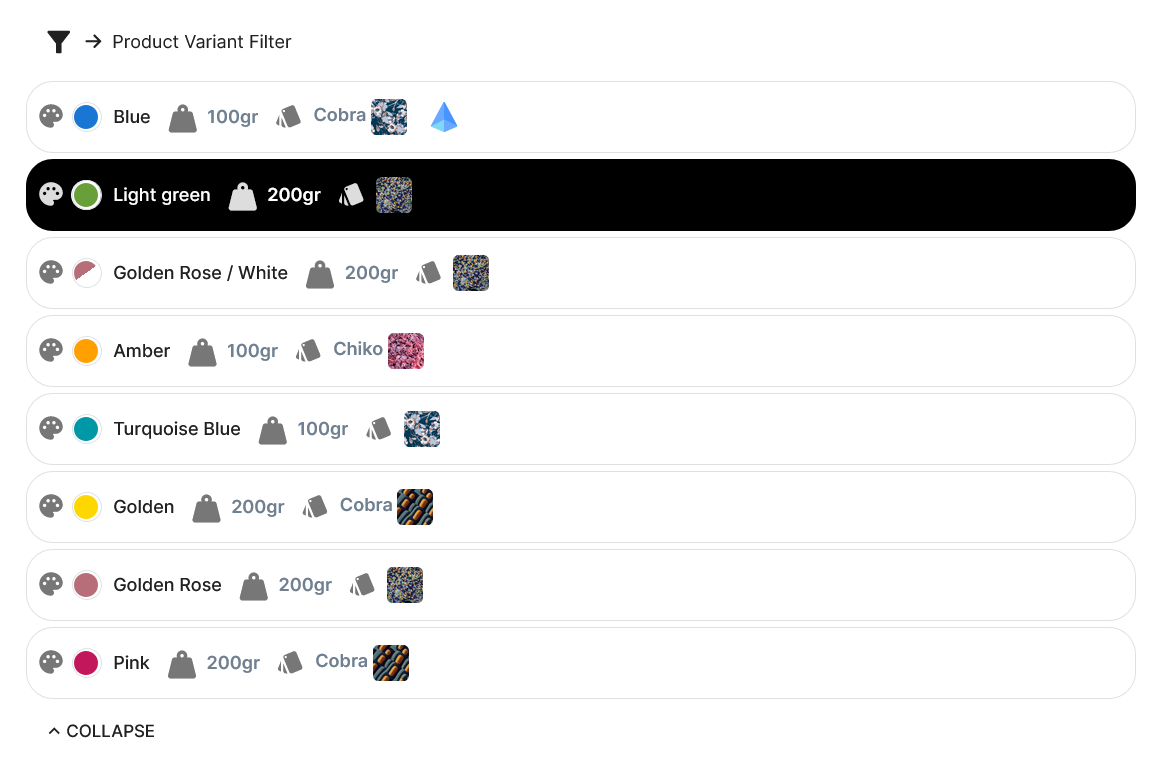 Product Variant Filter
Blue 100gr Cobra
Light green 200gr
Golden Rose / White 200gr
Amber 100gr Chiko
Turquoise Blue 100gr
Golden 200gr Cobra
Golden Rose 200gr
Pink 200gr Cobra
COLLAPSE